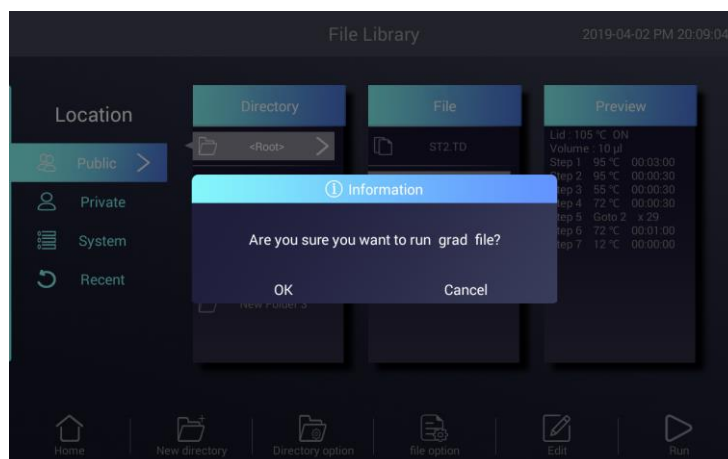 File Library
2019-04-02 PM 20:09:04
Location
Public
Private
System
Recent
Directory
<Root>
New Folder 3
File
ST2.TD
Preview
Lid : 105 ℃ ON
Volume : 10 µl
Step 1 95 ℃ 00:03:00
tep 2 95 ℃ 00:00:30
tep 3 55 ℃ 00:00:30
tep 4 72 ℃ 00:00:30
tep 5 Goto 2 x 29
tep 6 72 ℃ 00:01:00
tep 7 12 ℃ 00:00:00
Information
Are you sure you want to run grad file?
OK
Cancel
Home
New directory
Directory option
file option
Edit
Run